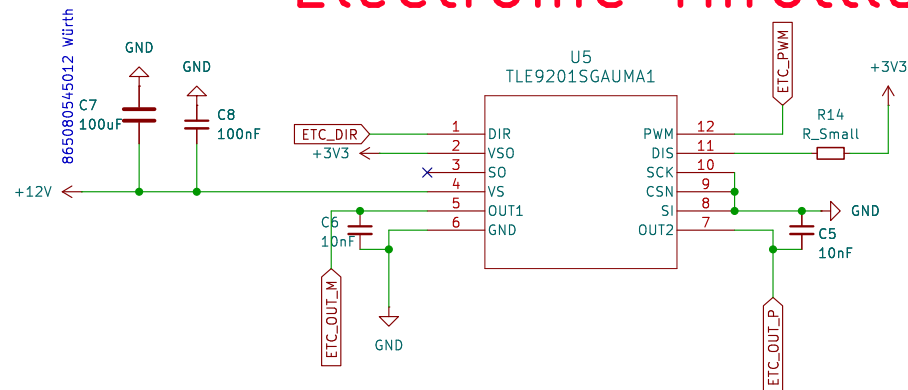 Electronic Throttle
865080545012 Würth
GND
GND
C7
100uF
C8
100nF
+12V
ETC_DIR
+3V3
U5
TLE9201SGAUMA1
1 DIR
2 VSO
3 SO
4 VS
5 OUT1
6 GND
PWM 12
DIS 11
SCK 10
CSN 9
SI 8
OUT2 7
ETC_PWM
+3V3
R14
R_Small
GND
C6
10nF
C5
10nF
ETC_OUT_M
GND
ETC_OUT_P